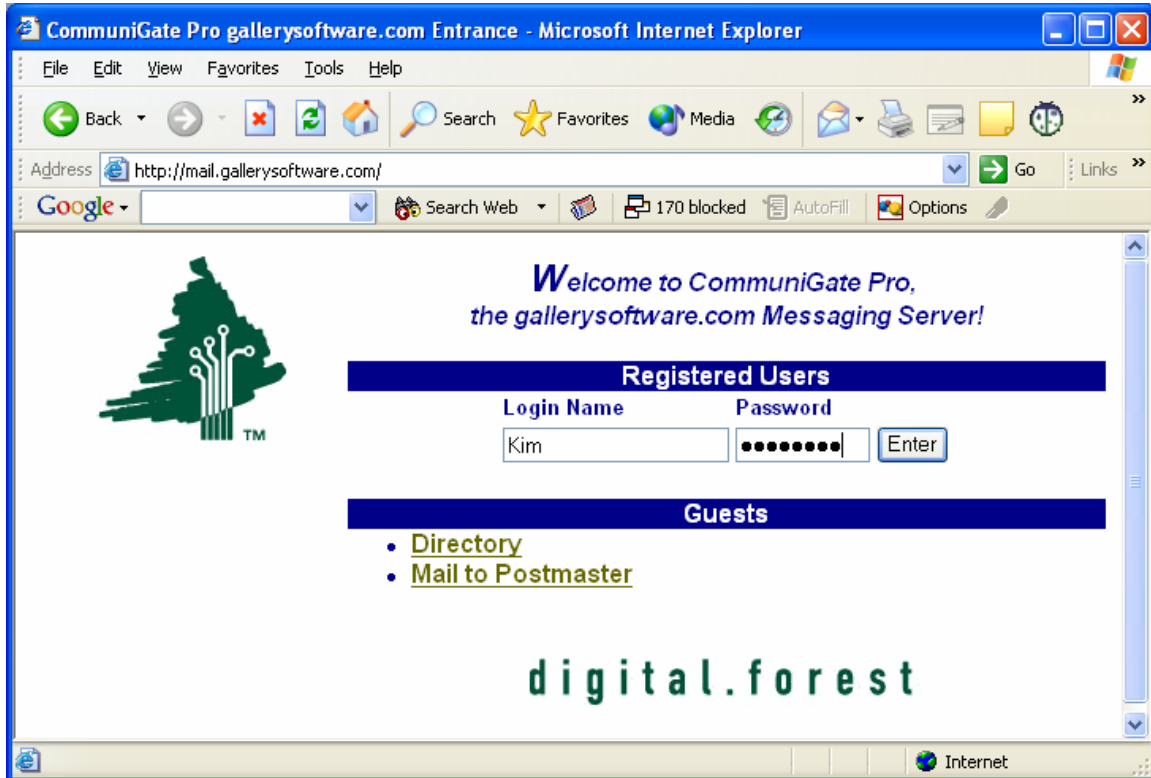 CommuniGate Pro gallerysoftware.com Entrance - Microsoft Internet Explorer
File Edit View Favorites Tools Help
Back Search Favorites Media »
Address http://mail.gallerysoftware.com/ Go Links »
Google Search Web 170 blocked AutoFill Options
Welcome to CommuniGate Pro,
the gallerysoftware.com Messaging Server!
Registered Users
Login Name Password
Kim ●●●●●●●● Enter
TM
Guests
• Directory
• Mail to Postmaster
digital.forest
Internet